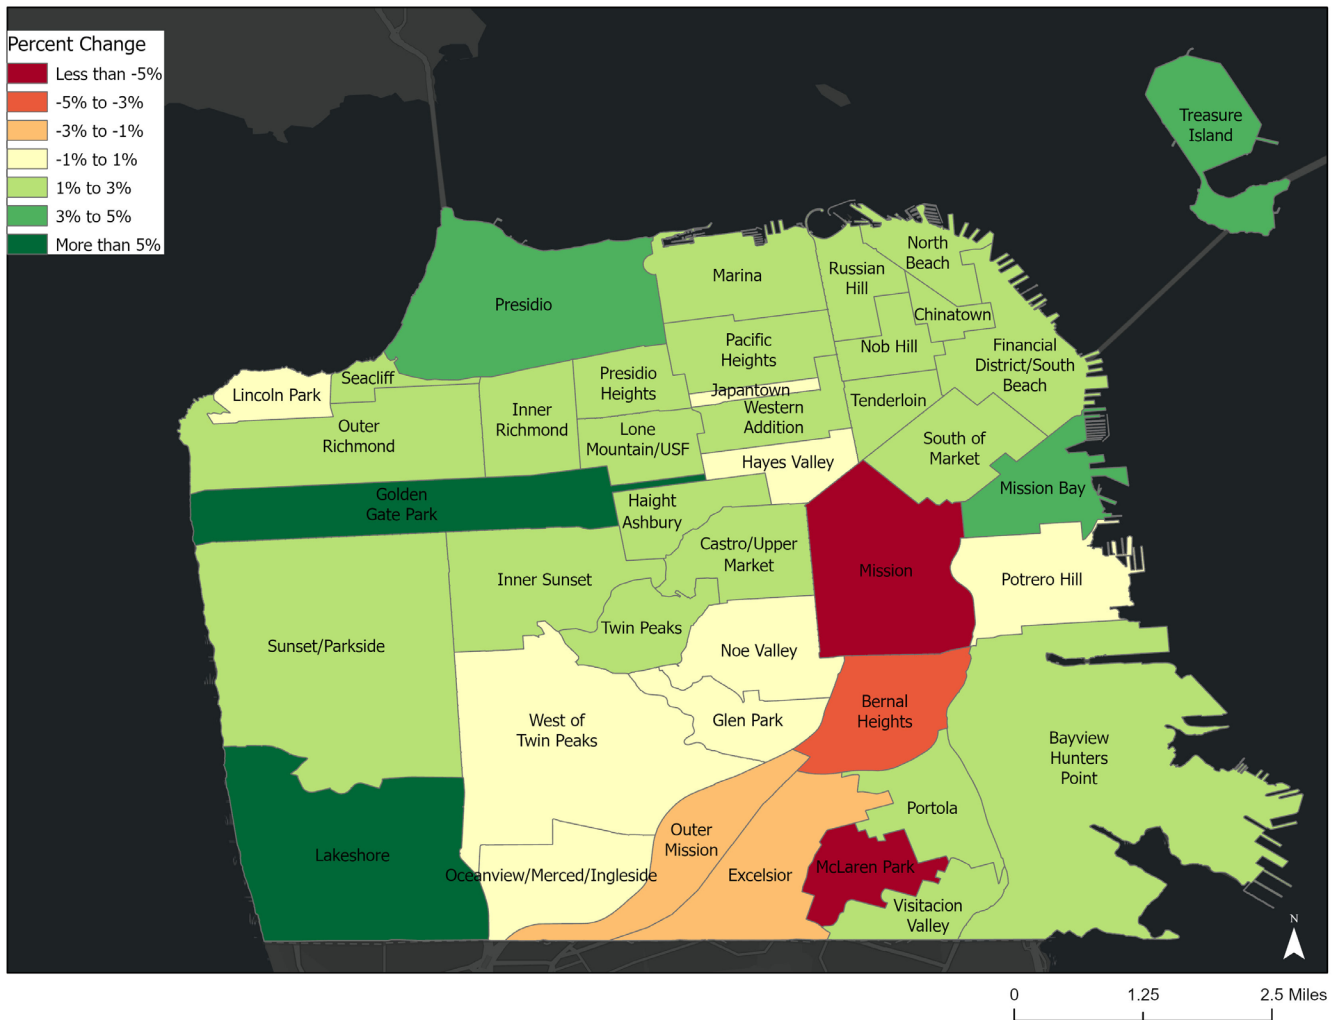 Percent Change
Less than -5%
-5% to -3%
-3% to -1%
-1% to 1%
1% to 3%
3% to 5%
More than 5%
Treasure
Island
North
Beach
Marina
Russian
Hill
Presidio
Chinatown
Pacific
Heights
Nob Hill
Financial
District/South
Beach
Seacliff
Lincoln Park
Presidio
Heights
Japantown
Tenderloin
Western
Addition
Inner
Richmond
Outer
Richmond
Lone
Mountain/USF
South of
Market
Hayes Valley
Mission Bay
Golden
Gate Park
Haight
Ashbury
Castro/Upper
Market
Mission
Inner Sunset
Potrero Hill
Twin Peaks
Sunset/Parkside
Noe Valley
Bernal
Heights
West of
Twin Peaks
Glen Park
Bayview
Hunters
Point
Portola
Outer
Mission
Lakeshore
McLaren Park
Oceanview/Merced/Ingleside
Excelsior
Visitacion
Valley
N
0
1.25
2.5 Miles